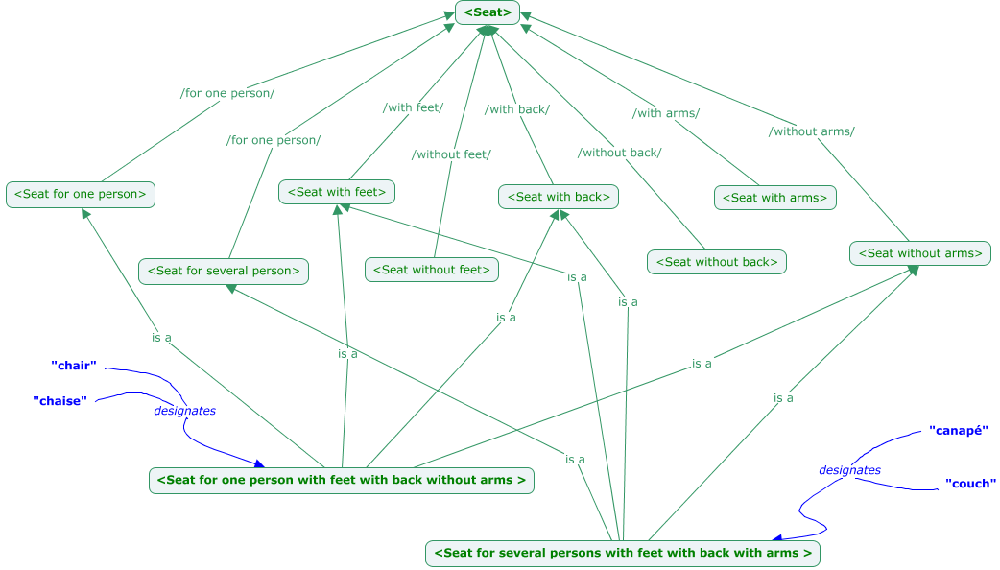 <Seat>
/for one person/
/with feet/
/with back/
/with arms/
/without arms/
/for one person/
/without feet/
/without back/
<Seat for one person>
<Seat with feet>
<Seat with back>
<Seat with arms>
<Seat without arms>
<Seat for several person>
<Seat without feet>
<Seat without back>
is a
is a
is a
is a
is a
is a
is a
is a
"chair"
"chaise"
designates
<Seat for one person with feet with back without arms >
"canapé"
designates
"couch"
<Seat for several persons with feet with back with arms >